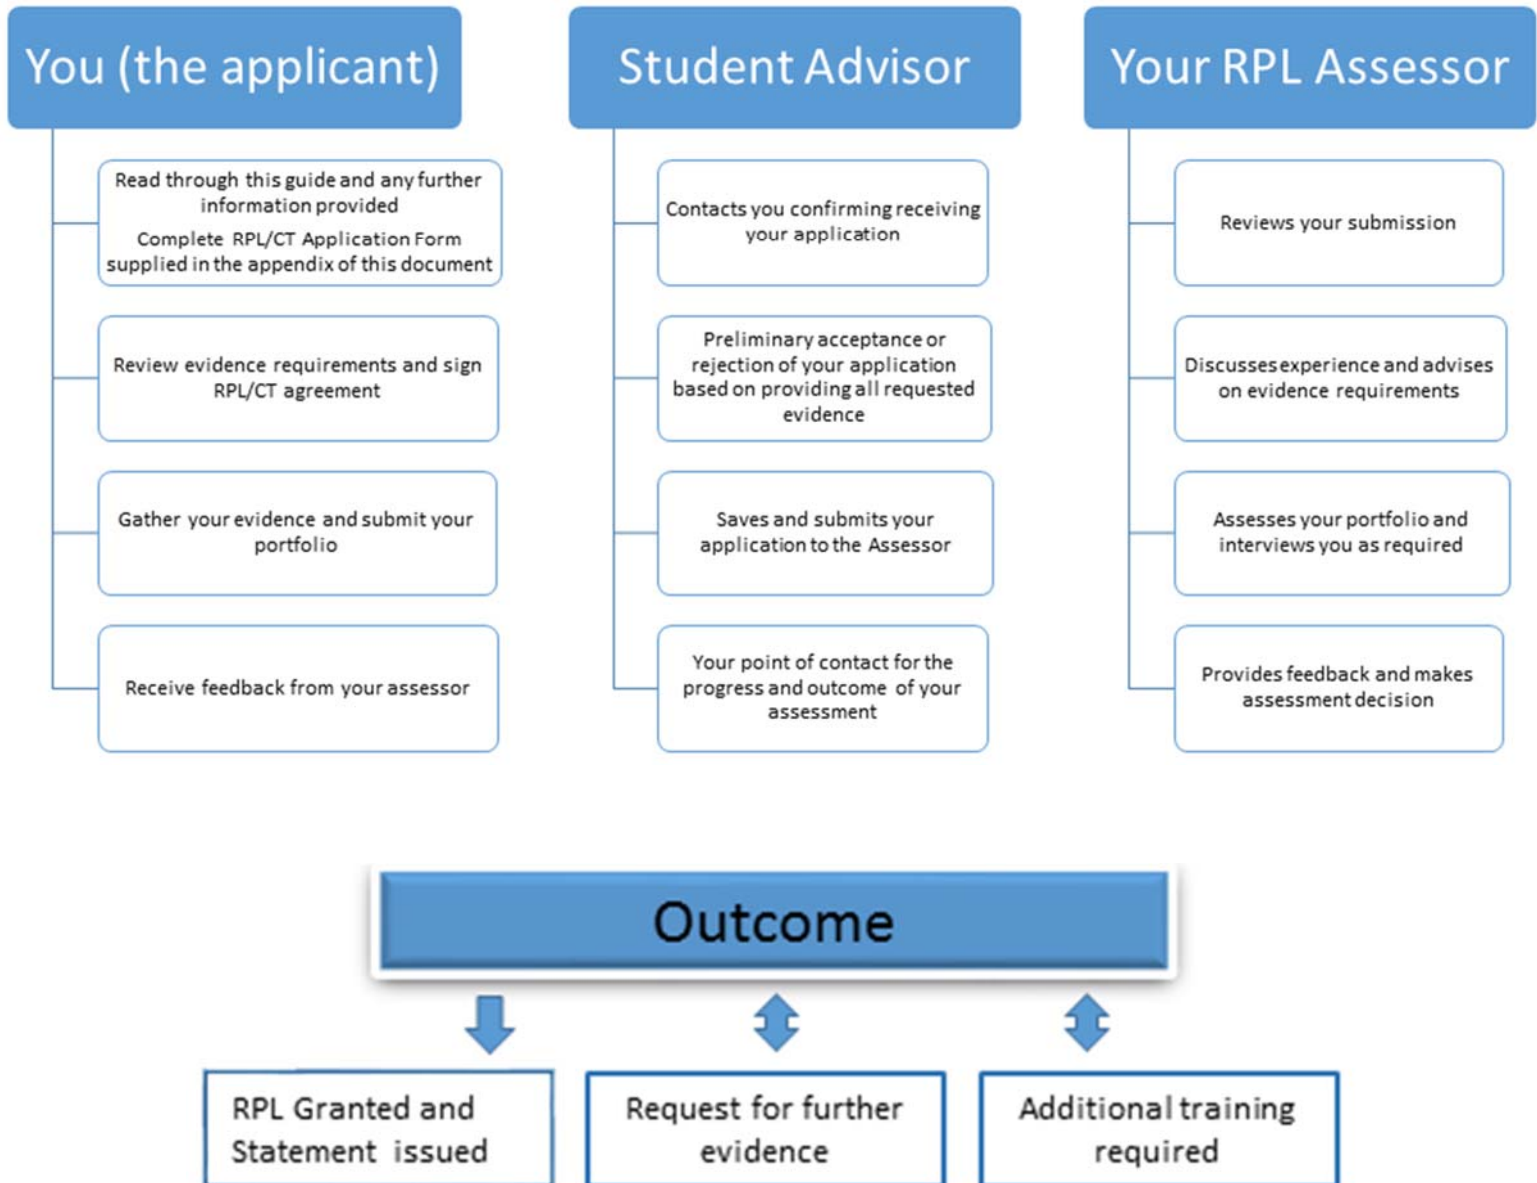 You (the applicant)
Read through this guide and any further
information provided
Complete RPL/CT Application Form
supplied in the appendix of this document
Review evidence requirements and sign
RPL/CT agreement
Gather your evidence and submit your
portfolio
Receive feedback from your assessor
Student Advisor
Contacts you confirming receiving
your application
Preliminary acceptance or
rejection of your application
based on providing all requested
evidence
Saves and submits your
application to the Assessor
Your point of contact for the
progress and outcome of your
assessment
Your RPL Assessor
Reviews your submission
Discusses experience and advises
on evidence requirements
Assesses your portfolio and
interviews you as required
Provides feedback and makes
assessment decision
Outcome
RPL Granted and
Statement issued
Request for further
evidence
Additional training
required